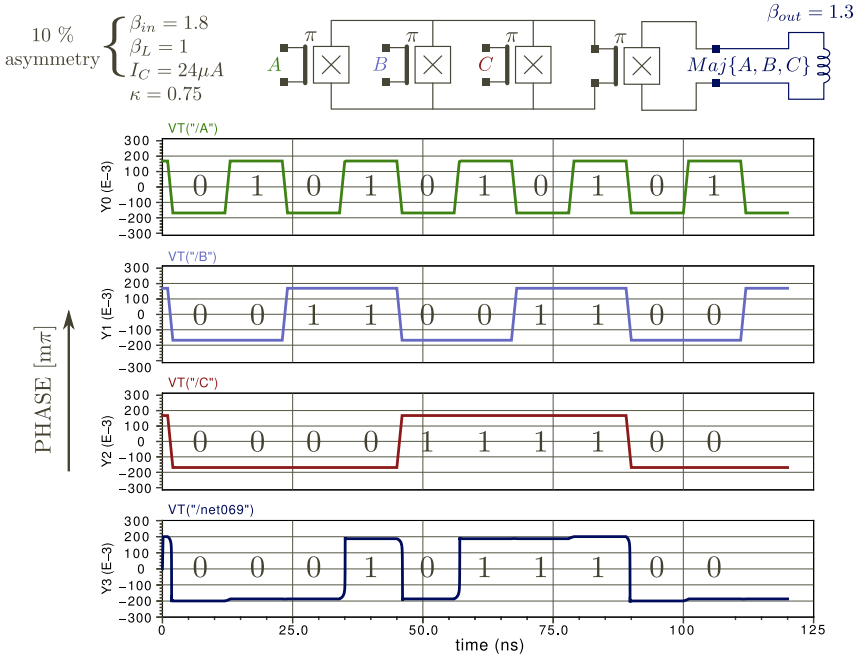 10 %
asymmetry
β_in = 1.8
β_L = 1
I_C = 24μA
κ = 0.75
π π π π
A B C Maj{A, B, C}
β_out = 1.3
VT("/A")
Y0 (E–3)
300
200
100
0
−100
−200
−300
0 1 0 1 0 1 0 1 0 1
VT("/B")
Y1 (E–3)
300
200
100
0
−100
−200
−300
0 0 1 1 0 0 1 1 0 0
VT("/C")
Y2 (E–3)
300
200
100
0
−100
−200
−300
0 0 0 0 1 1 1 1 0 0
VT("/net069")
Y3 (E–3)
300
200
100
0
−100
−200
−300
0 0 0 1 0 1 1 1 0 0
0 25.0 50.0 75.0 100 125
time (ns)
PHASE [mπ]